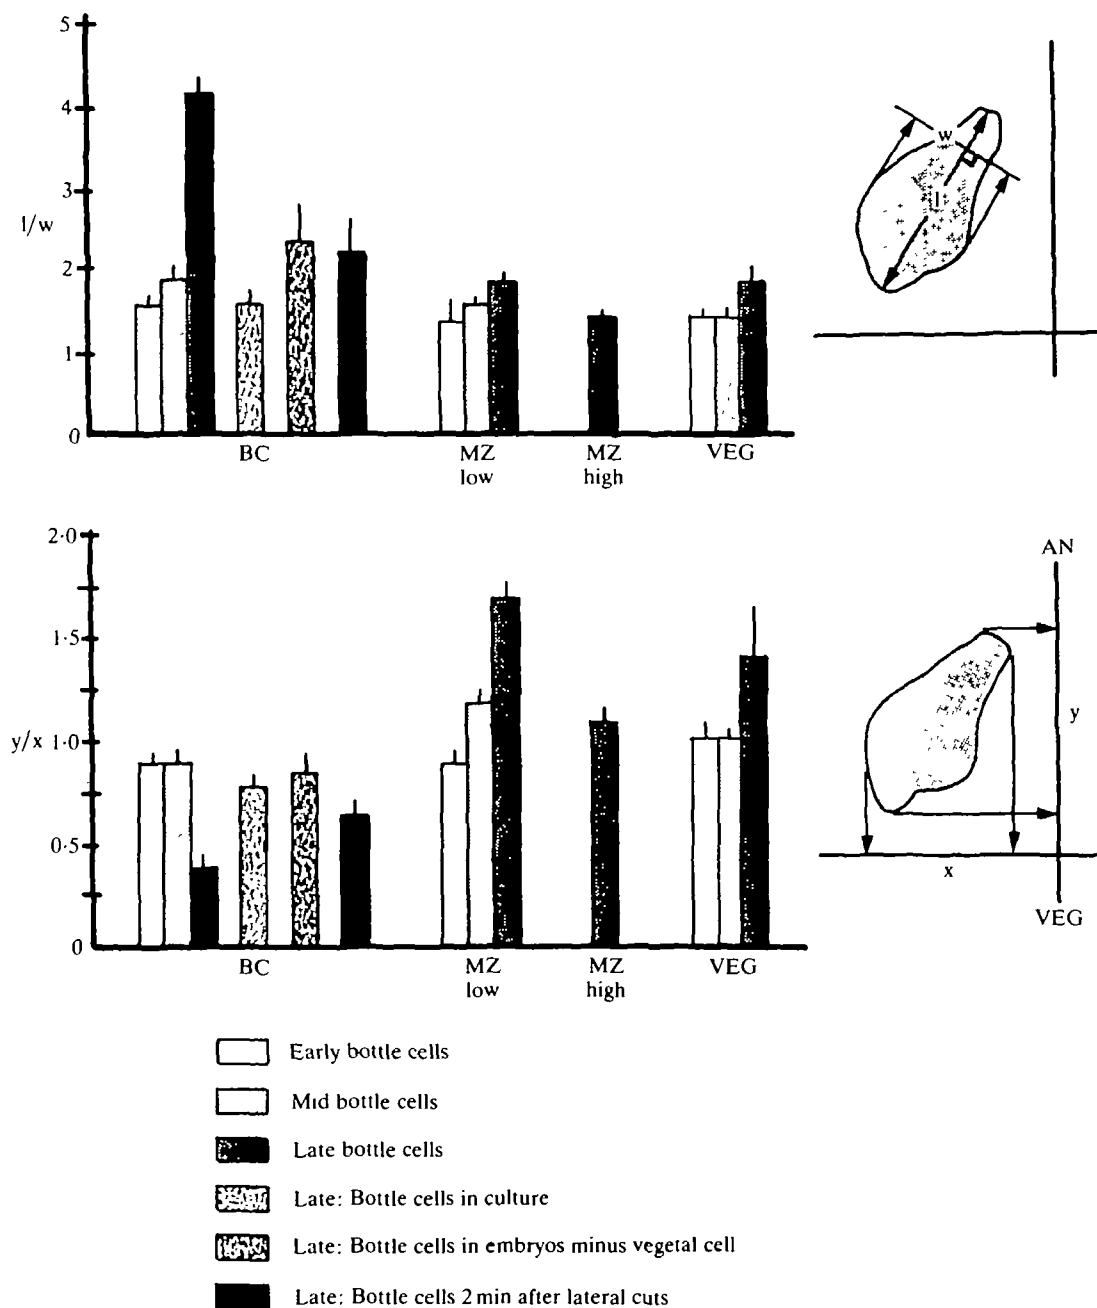 5
4
3
2
1
0
l/w
BC
MZ
low
MZ
high
VEG
w
l
2·0
1·5
1·0
0·5
0
y/x
BC
MZ
low
MZ
high
VEG
AN
y
x
VEG
Early bottle cells
Mid bottle cells
Late bottle cells
Late: Bottle cells in culture
Late: Bottle cells in embryos minus vegetal cell
Late: Bottle cells 2 min after lateral cuts